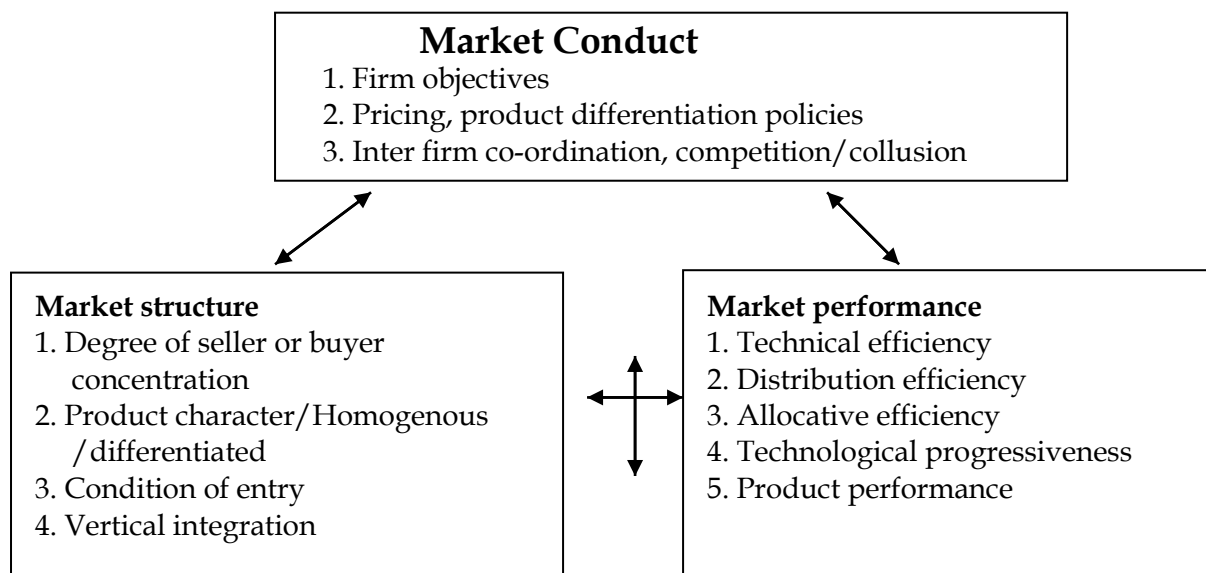 Market Conduct
1. Firm objectives
2. Pricing, product differentiation policies
3. Inter firm co-ordination, competition/collusion
Market structure
1. Degree of seller or buyer
concentration
2. Product character/Homogenous
/differentiated
3. Condition of entry
4. Vertical integration
Market performance
1. Technical efficiency
2. Distribution efficiency
3. Allocative efficiency
4. Technological progressiveness
5. Product performance